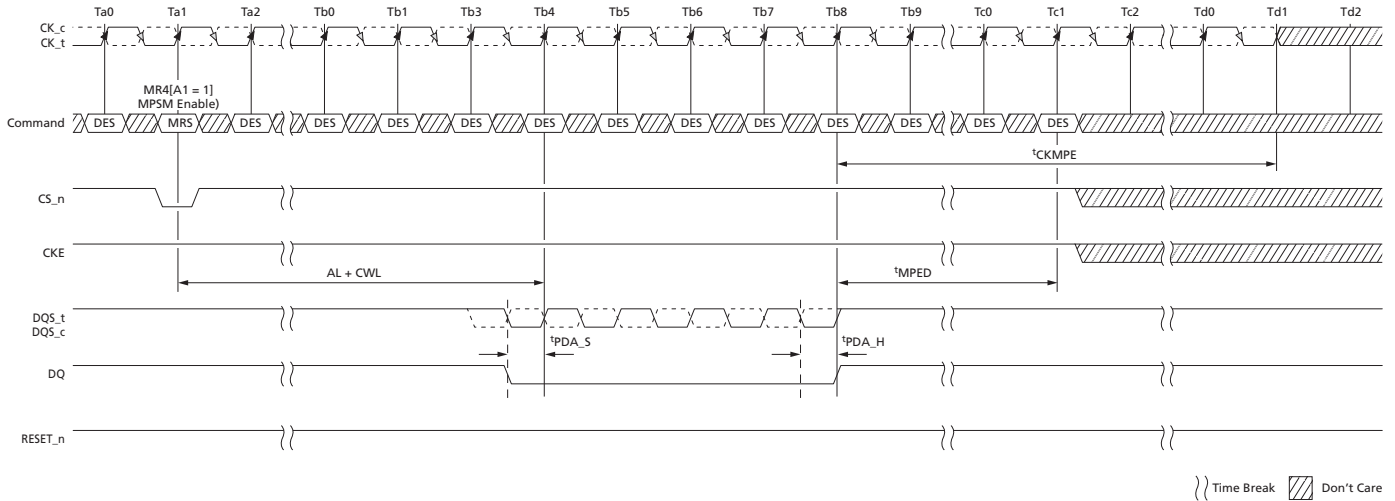 Ta0 Ta1 Ta2 Tb0 Tb1 Tb3 Tb4 Tb5 Tb6 Tb7 Tb8 Tb9 Tc0 Tc1 Tc2 Td0 Td1 Td2
CK_c
CK_t
MR4[A1 = 1]
MPSM Enable)
Command DES MRS DES DES DES DES DES DES DES DES DES DES DES DES
tCKMPE
CS_n
CKE
AL + CWL tMPED
DQS_t
DQS_c
tPDA_S tPDA_H
DQ
RESET_n
Time Break Don't Care